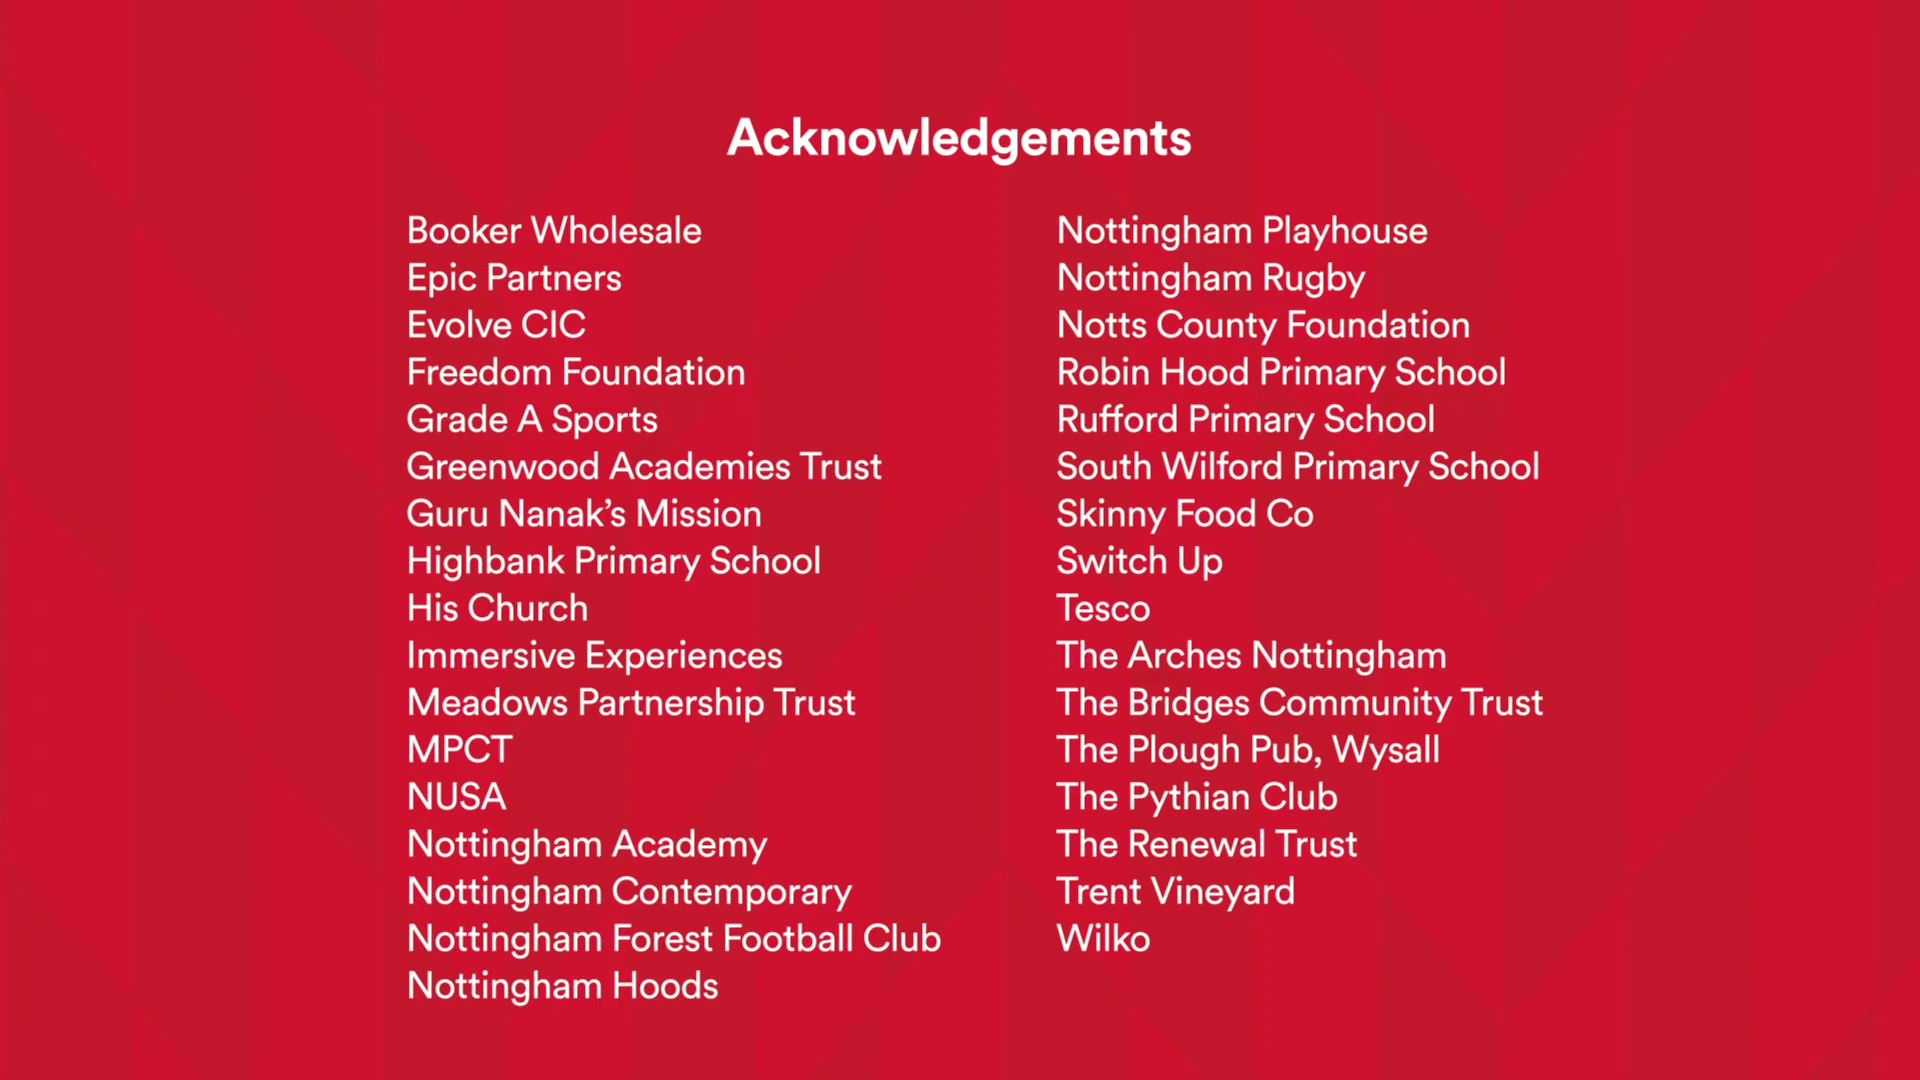 Acknowledgements
Booker Wholesale
Epic Partners
Evolve CIC
Freedom Foundation
Grade A Sports
Greenwood Academies Trust
Guru Nanak’s Mission
Highbank Primary School
His Church
Immersive Experiences
Meadows Partnership Trust
MPCT
NUSA
Nottingham Academy
Nottingham Contemporary
Nottingham Forest Football Club
Nottingham Hoods
Nottingham Playhouse
Nottingham Rugby
Notts County Foundation
Robin Hood Primary School
Rufford Primary School
South Wilford Primary School
Skinny Food Co
Switch Up
Tesco
The Arches Nottingham
The Bridges Community Trust
The Plough Pub, Wysall
The Pythian Club
The Renewal Trust
Trent Vineyard
Wilko